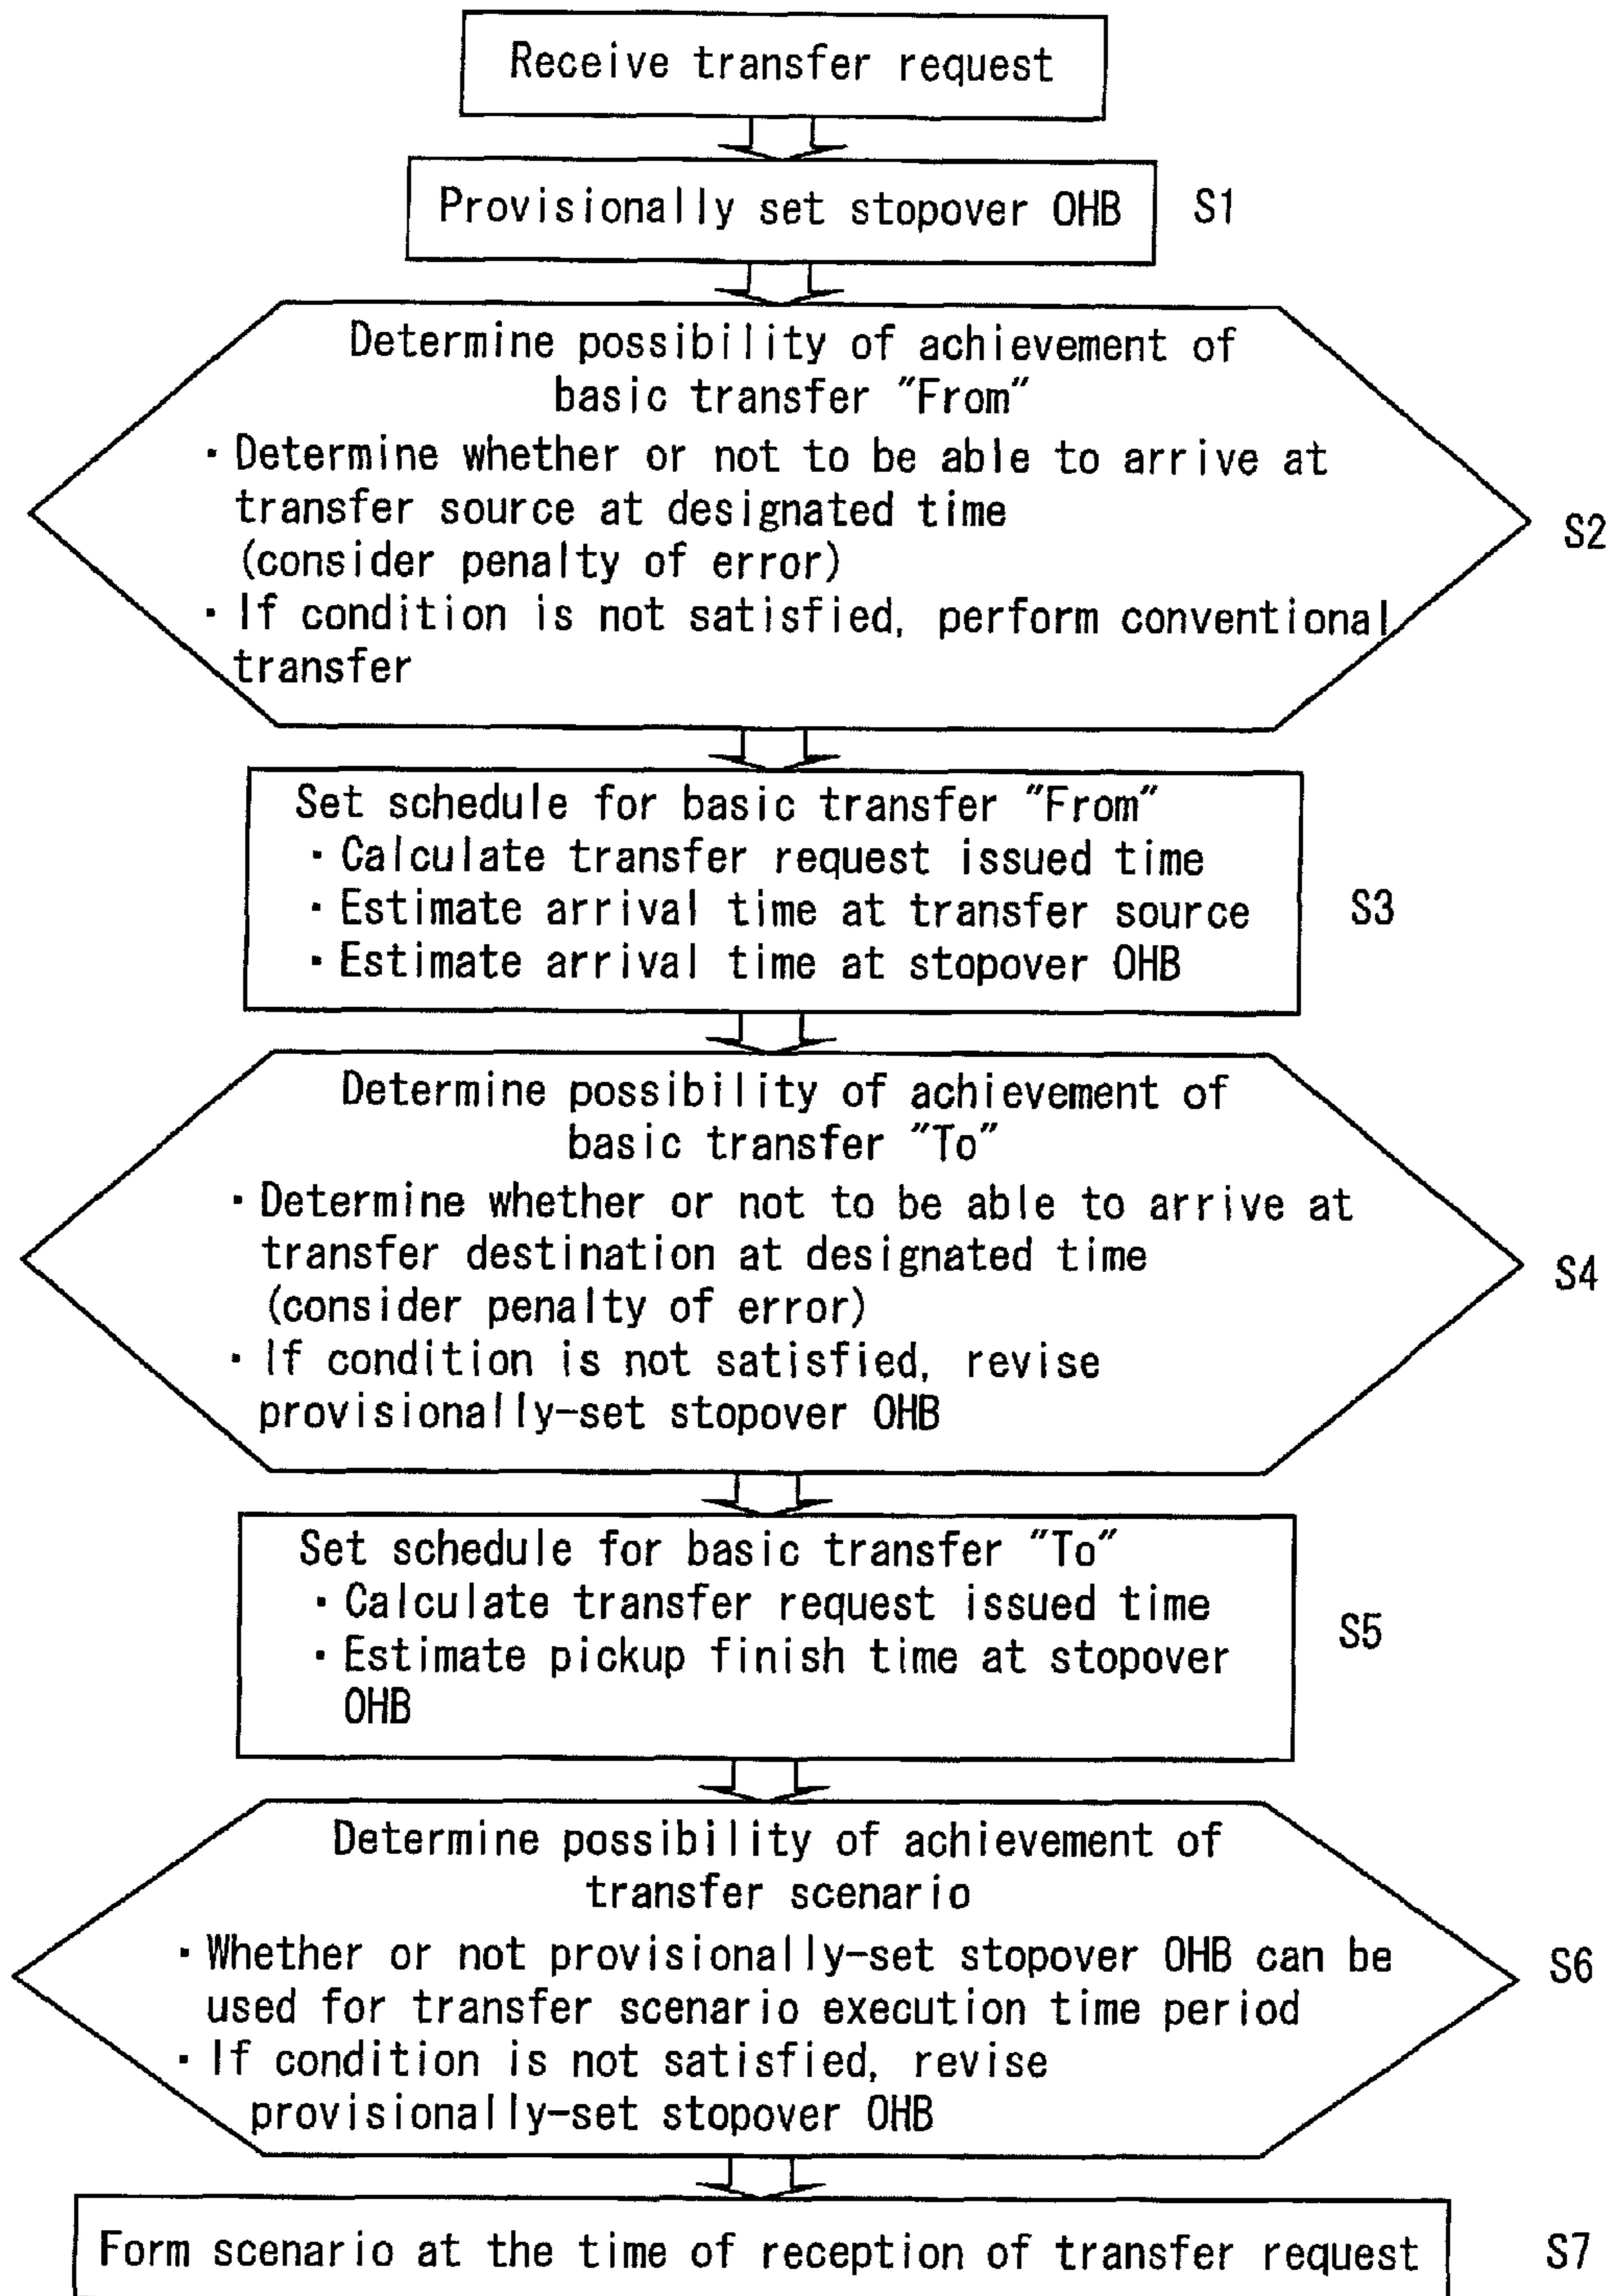 Receive transfer request
Provisionally set stopover OHB
S1
Determine possibility of achievement of
basic transfer "From"
・Determine whether or not to be able to arrive at
transfer source at designated time
(consider penalty of error)
・If condition is not satisfied, perform conventional
transfer
S2
Set schedule for basic transfer "From"
・Calculate transfer request issued time
・Estimate arrival time at transfer source
・Estimate arrival time at stopover OHB
S3
Determine possibility of achievement of
basic transfer "To"
・Determine whether or not to be able to arrive at
transfer destination at designated time
(consider penalty of error)
・If condition is not satisfied, revise
provisionally-set stopover OHB
S4
Set schedule for basic transfer "To"
・Calculate transfer request issued time
・Estimate pickup finish time at stopover
OHB
S5
Determine possibility of achievement of
transfer scenario
・Whether or not provisionally-set stopover OHB can be
used for transfer scenario execution time period
・If condition is not satisfied, revise
provisionally-set stopover OHB
S6
Form scenario at the time of reception of transfer request
S7